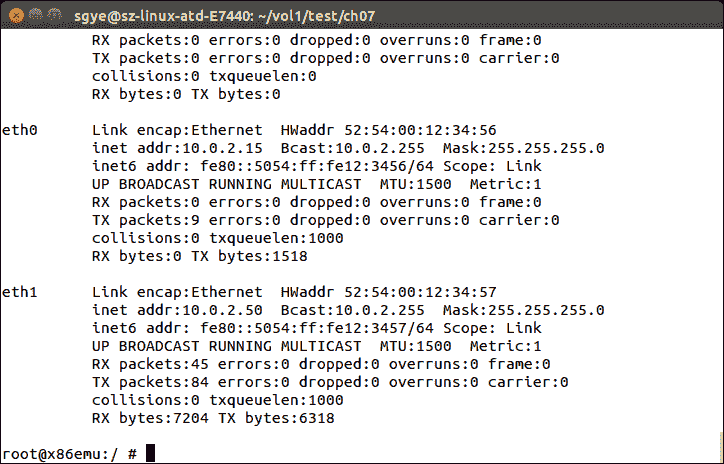 sgye@sz-linux-atd-E7440: ~/vol1/test/ch07
RX packets:0 errors:0 dropped:0 overruns:0 frame:0
TX packets:0 errors:0 dropped:0 overruns:0 carrier:0
collisions:0 txqueuelen:0
RX bytes:0 TX bytes:0
eth0 Link encap:Ethernet HWaddr 52:54:00:12:34:56
inet addr:10.0.2.15 Bcast:10.0.2.255 Mask:255.255.255.0
inet6 addr: fe80::5054:ff:fe12:3456/64 Scope: Link
UP BROADCAST RUNNING MULTICAST MTU:1500 Metric:1
RX packets:0 errors:0 dropped:0 overruns:0 frame:0
TX packets:9 errors:0 dropped:0 overruns:0 carrier:0
collisions:0 txqueuelen:1000
RX bytes:0 TX bytes:1518
eth1 Link encap:Ethernet HWaddr 52:54:00:12:34:57
inet addr:10.0.2.50 Bcast:10.0.2.255 Mask:255.255.255.0
inet6 addr: fe80::5054:ff:fe12:3457/64 Scope: Link
UP BROADCAST RUNNING MULTICAST MTU:1500 Metric:1
RX packets:45 errors:0 dropped:0 overruns:0 frame:0
TX packets:84 errors:0 dropped:0 overruns:0 carrier:0
collisions:0 txqueuelen:1000
RX bytes:7204 TX bytes:6318
root@x86emu:/ #